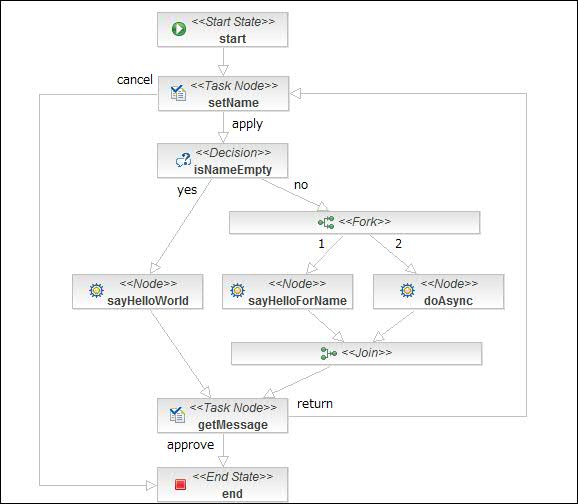 <<Start State>>
start
cancel
<<Task Node>>
setName
apply
<<Decision>>
isNameEmpty
yes
no
<<Fork>>
1
2
<<Node>>
sayHelloWorld
<<Node>>
sayHelloForName
<<Node>>
doAsync
<<Join>>
<<Task Node>>
getMessage
return
approve
<<End State>>
end